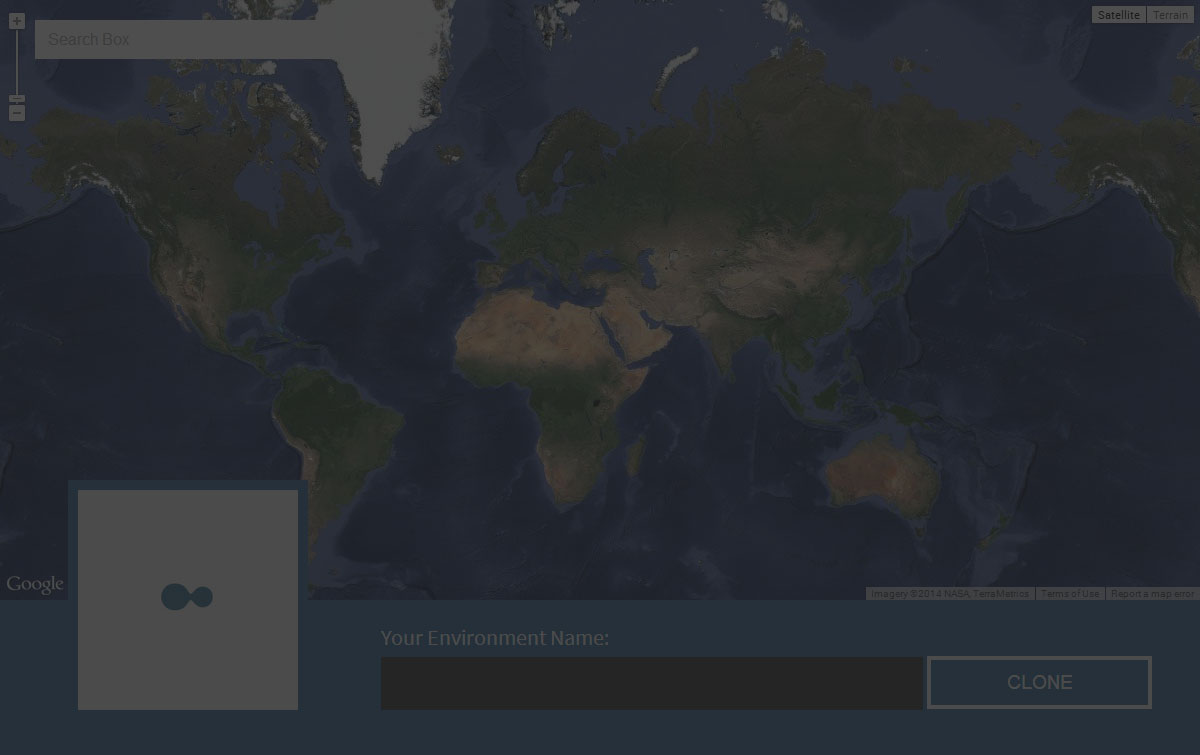 Search Box
Satellite
Terrain
Google
Imagery ©2014 NASA, TerraMetrics
Terms of Use
Report a map error
Your Environment Name:
CLONE